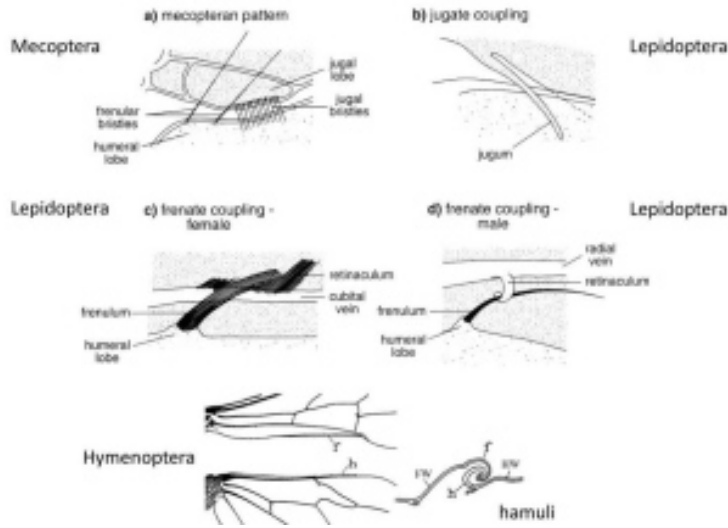 a) mecopteran pattern
b) jugate coupling
Mecoptera
Lepidoptera
jugal
lobe
jugal
bristles
frenular
bristles
humeral
lobe
jugum
Lepidoptera
c) frenate coupling -
female
d) frenate coupling -
male
Lepidoptera
radial
vein
retinaculum
retinaculum
cubital
vein
frenulum
frenulum
humeral
lobe
humeral
lobe
r
Hymenoptera
h
r
h
hamuli